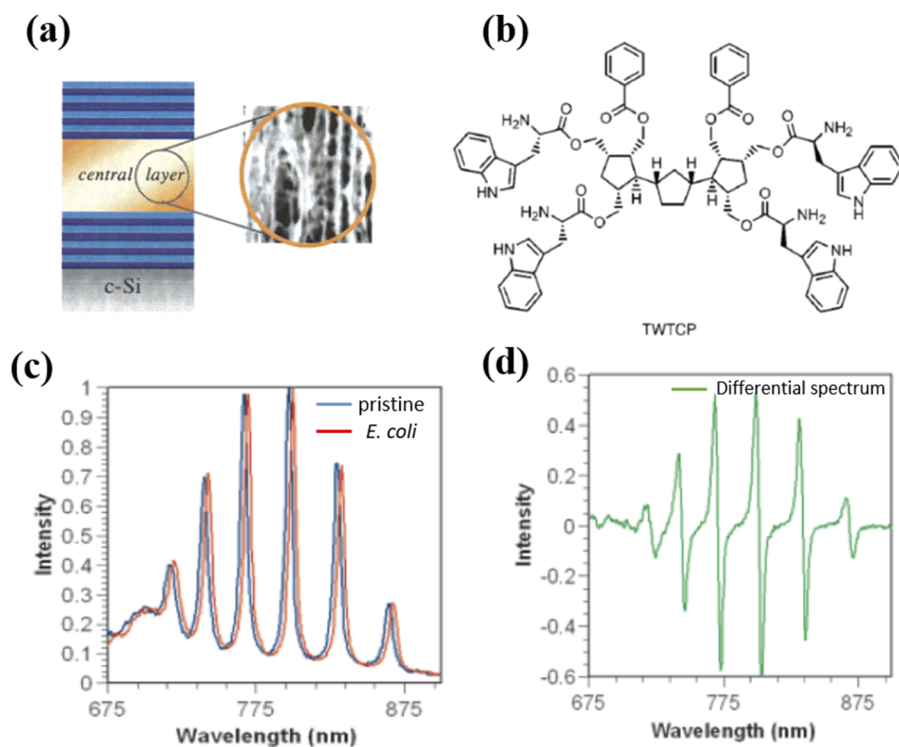 (a)
central layer
c-Si
(b)
NH2
H2N
O
O
O
O
O
O
O
O
NH2
H2N
O
O
O
O
HN
HN
NH
NH
H
H
H
H
TWTCP
(c)
1
0.9
0.8
0.7
0.6
0.5
0.4
0.3
0.2
0.1
0
Intensity
pristine
E. coli
675
775
875
Wavelength (nm)
(d)
0.6
0.4
0.2
0
-0.2
-0.4
-0.6
Intensity
Differential spectrum
675
775
875
Wavelength (nm)